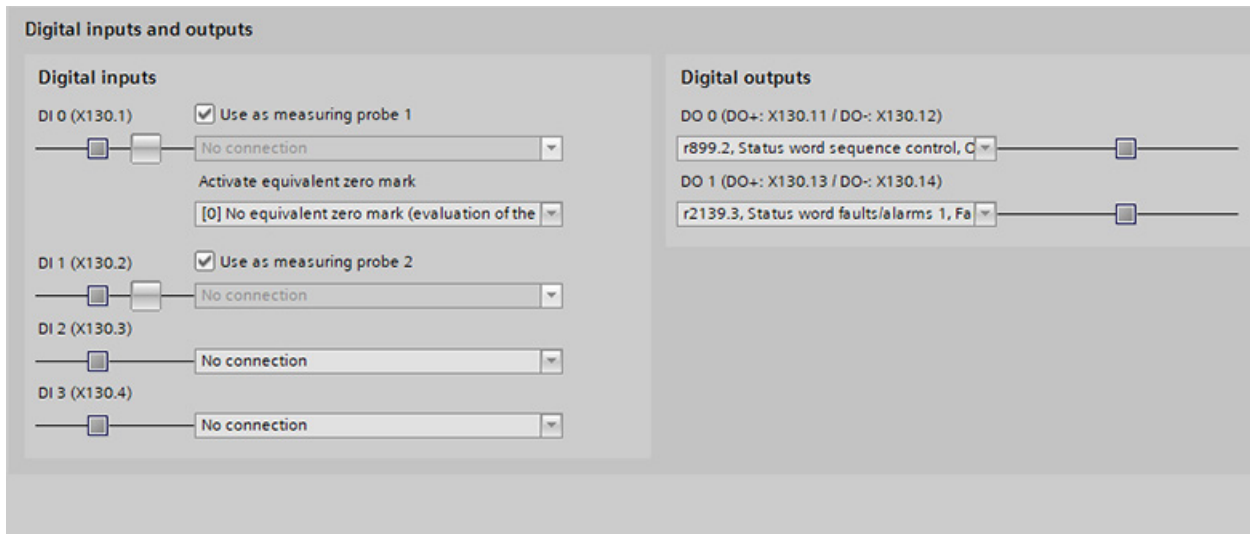 Digital inputs and outputs
Digital inputs
DI 0 (X130.1)
Use as measuring probe 1
No connection
Activate equivalent zero mark
[0] No equivalent zero mark (evaluation of the
DI 1 (X130.2)
Use as measuring probe 2
No connection
DI 2 (X130.3)
No connection
DI 3 (X130.4)
No connection
Digital outputs
DO 0 (DO+: X130.11 / DO-: X130.12)
r899.2, Status word sequence control, O
DO 1 (DO+: X130.13 / DO-: X130.14)
r2139.3, Status word faults/alarms 1, Fa